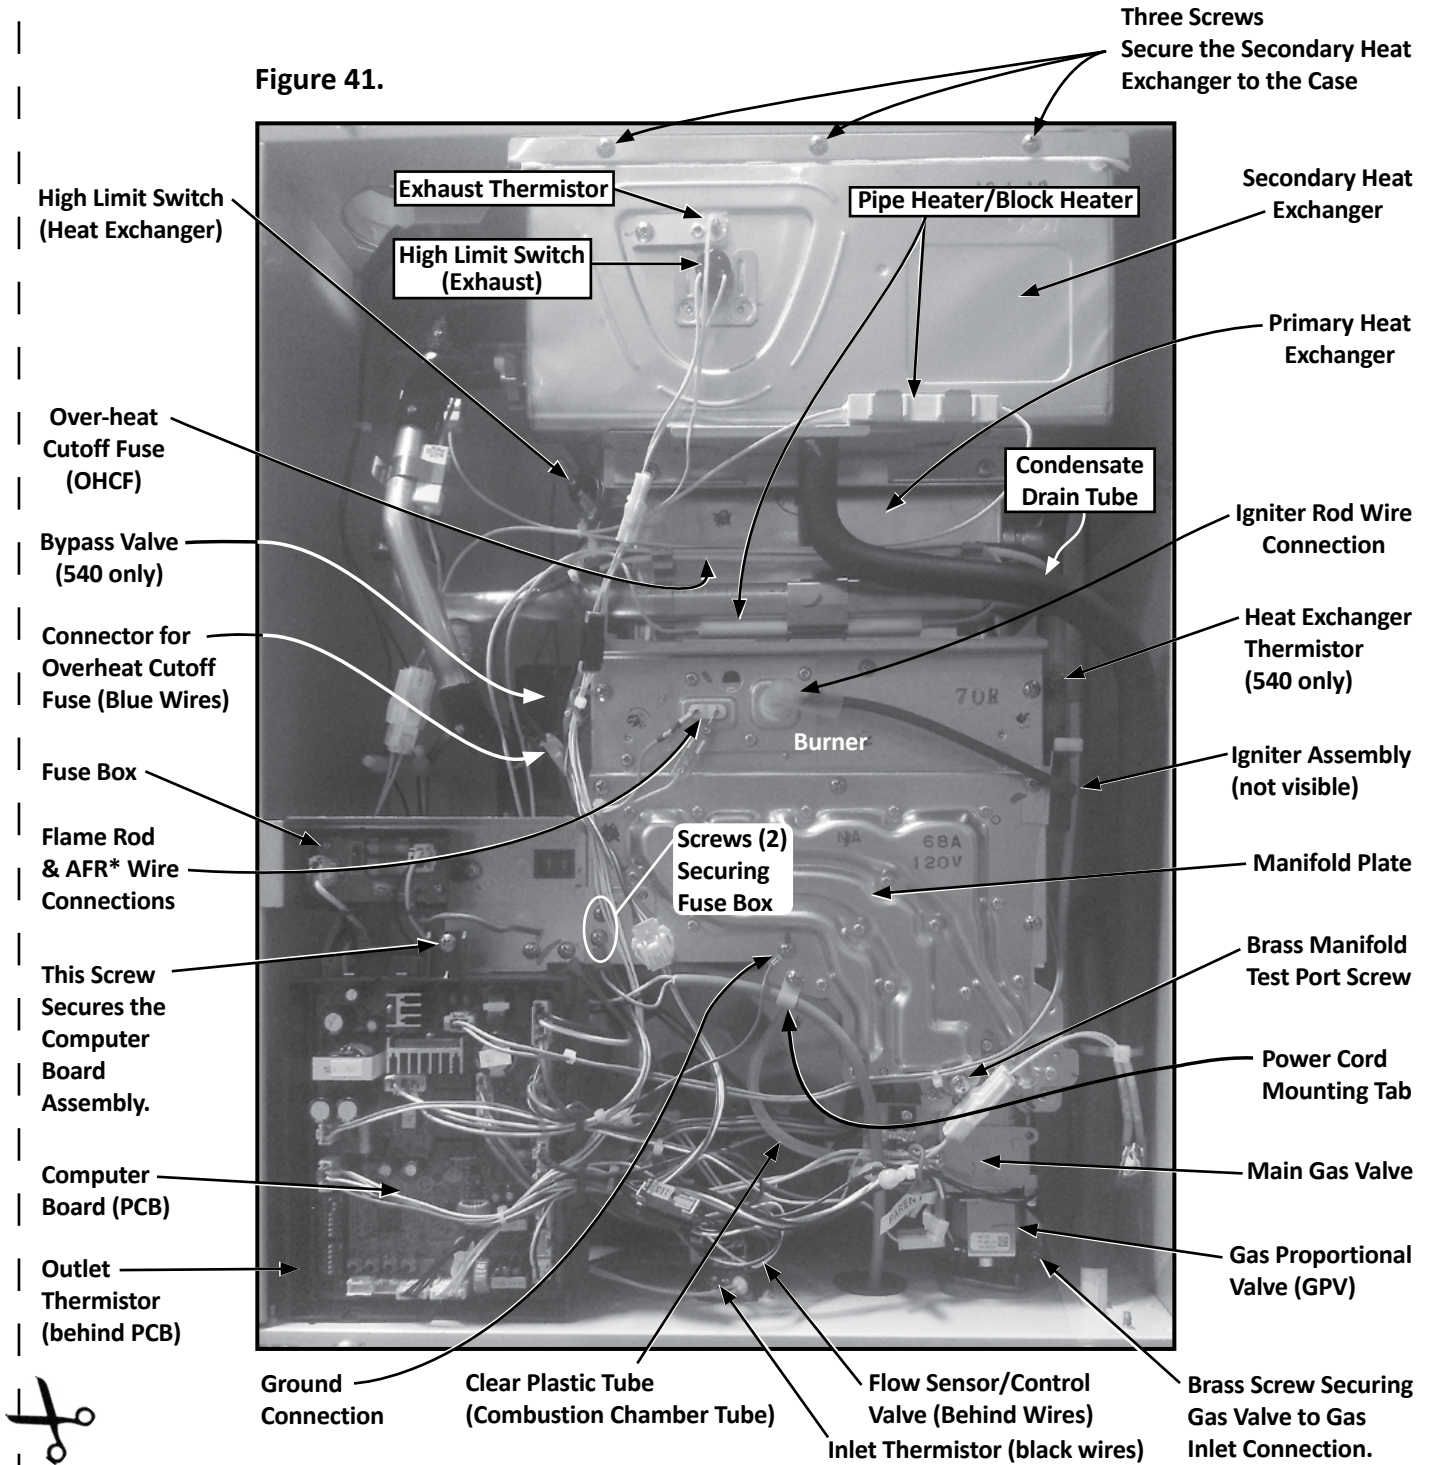 Three Screws
Secure the Secondary Heat
Exchanger to the Case
Figure 41.
High Limit Switch
(Heat Exchanger)
Exhaust Thermistor
High Limit Switch
(Exhaust)
Pipe Heater/Block Heater
Secondary Heat
Exchanger
Primary Heat
Exchanger
Over-heat
Cutoff Fuse
(OHCF)
Condensate
Drain Tube
Igniter Rod Wire
Connection
Bypass Valve
(540 only)
Heat Exchanger
Thermistor
(540 only)
Connector for
Overheat Cutoff
Fuse (Blue Wires)
70R
Burner
Igniter Assembly
(not visible)
Fuse Box
Flame Rod
& AFR* Wire
Connections
Screws (2)
Securing
Fuse Box
NA
68A
120V
Manifold Plate
This Screw
Secures the
Computer
Board
Assembly.
Brass Manifold
Test Port Screw
Power Cord
Mounting Tab
Computer
Board (PCB)
Main Gas Valve
Outlet
Thermistor
(behind PCB)
Gas Proportional
Valve (GPV)
Ground
Connection
Clear Plastic Tube
(Combustion Chamber Tube)
Flow Sensor/Control
Valve (Behind Wires)
Inlet Thermistor (black wires)
Brass Screw Securing
Gas Valve to Gas
Inlet Connection.